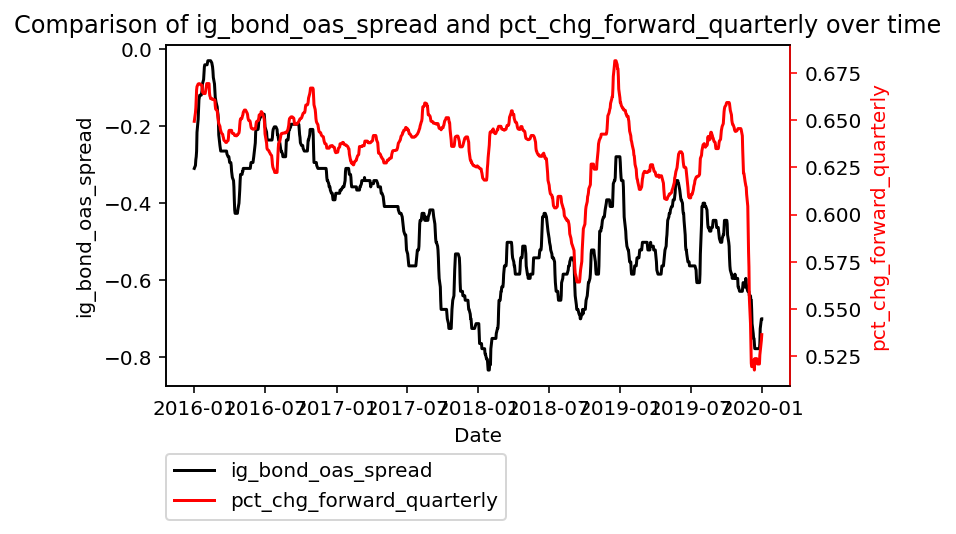 Comparison of ig_bond_oas_spread and pct_chg_forward_quarterly over time
0.0
−0.2
−0.4
−0.6
−0.8
ig_bond_oas_spread
0.675
0.650
0.625
0.600
0.575
0.550
0.525
pct_chg_forward_quarterly
2016-01 2016-07 2017-01 2017-07 2018-01 2018-07 2019-01 2019-07 2020-01
Date
ig_bond_oas_spread
pct_chg_forward_quarterly